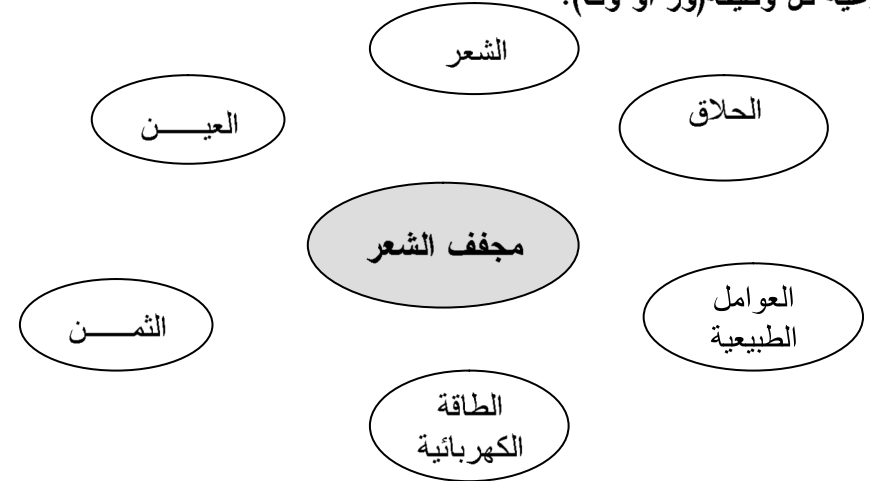 الشعر
الحلاق
العيـــــن
مجفف الشعر
العوامل
الطبيعية
الثمـــــن
الطاقة
الكهربائية